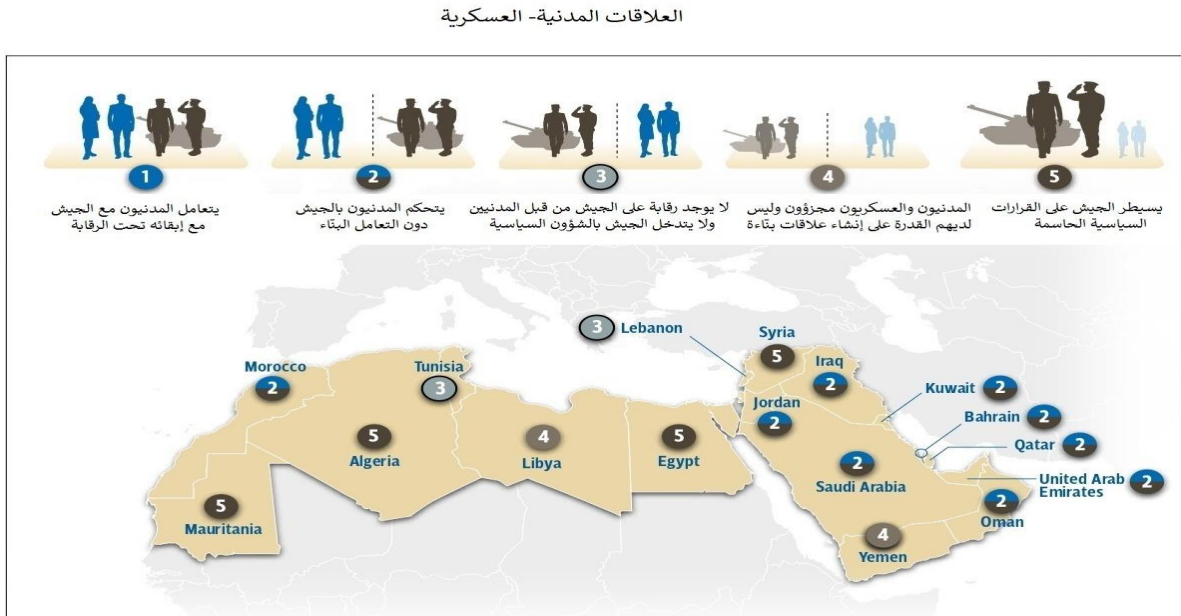 العلاقات المدنية- العسكرية
1
يتعامل المدنيون مع الجيش
مع إبقائه تحت الرقابة
2
يتحكم المدنيون بالجيش
دون التعامل البنّاء
3
لا يوجد رقابة على الجيش من قبل المدنيين
ولا يتدخل الجيش بالشؤون السياسية
4
المدنيون والعسكريون مجزؤون وليس
لديهم القدرة على إنشاء علاقات بنّاءة
5
يسيطر الجيش على القرارات
السياسية الحاسمة
3 Lebanon
Syria
5
Morocco
2
Tunisia
3
Iraq
2
Kuwait 2
Jordan
2
Bahrain 2
Qatar 2
5
Algeria
4
Libya
5
Egypt
2
Saudi Arabia
United Arab
Emirates 2
2
Oman
5
Mauritania
4
Yemen